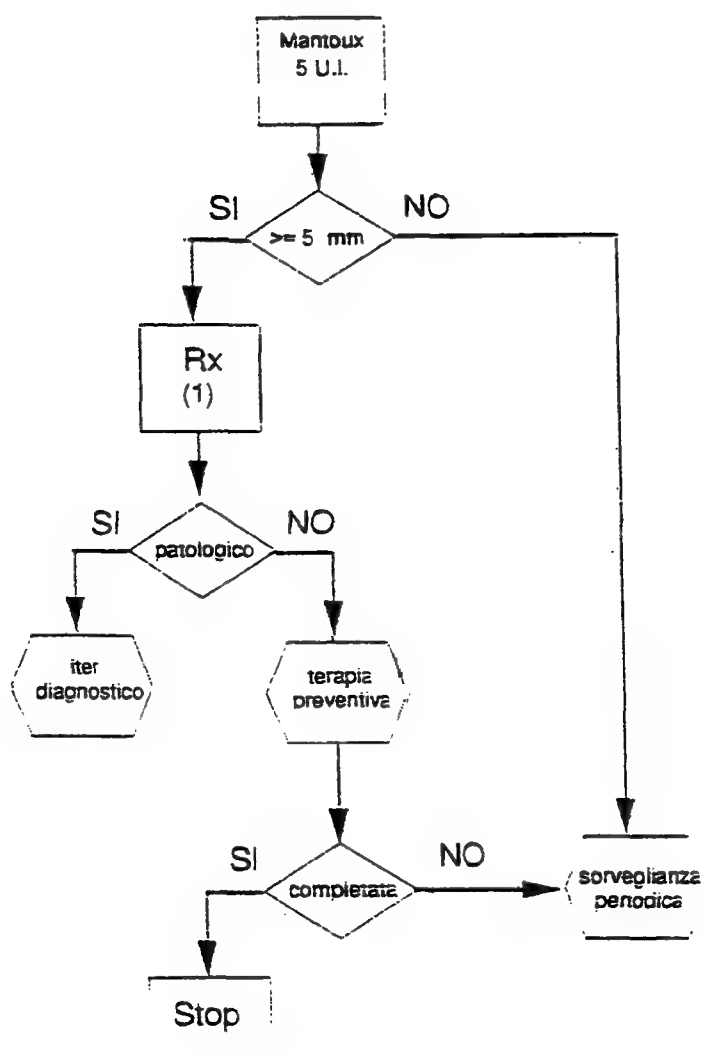 Mantoux
5 U.I.
SI
NO
>= 5 mm
Rx
(1)
SI
NO
patologico
iter
diagnostico
terapia
preventiva
SI
NO
completata
sorveglianza
periodica
Stop